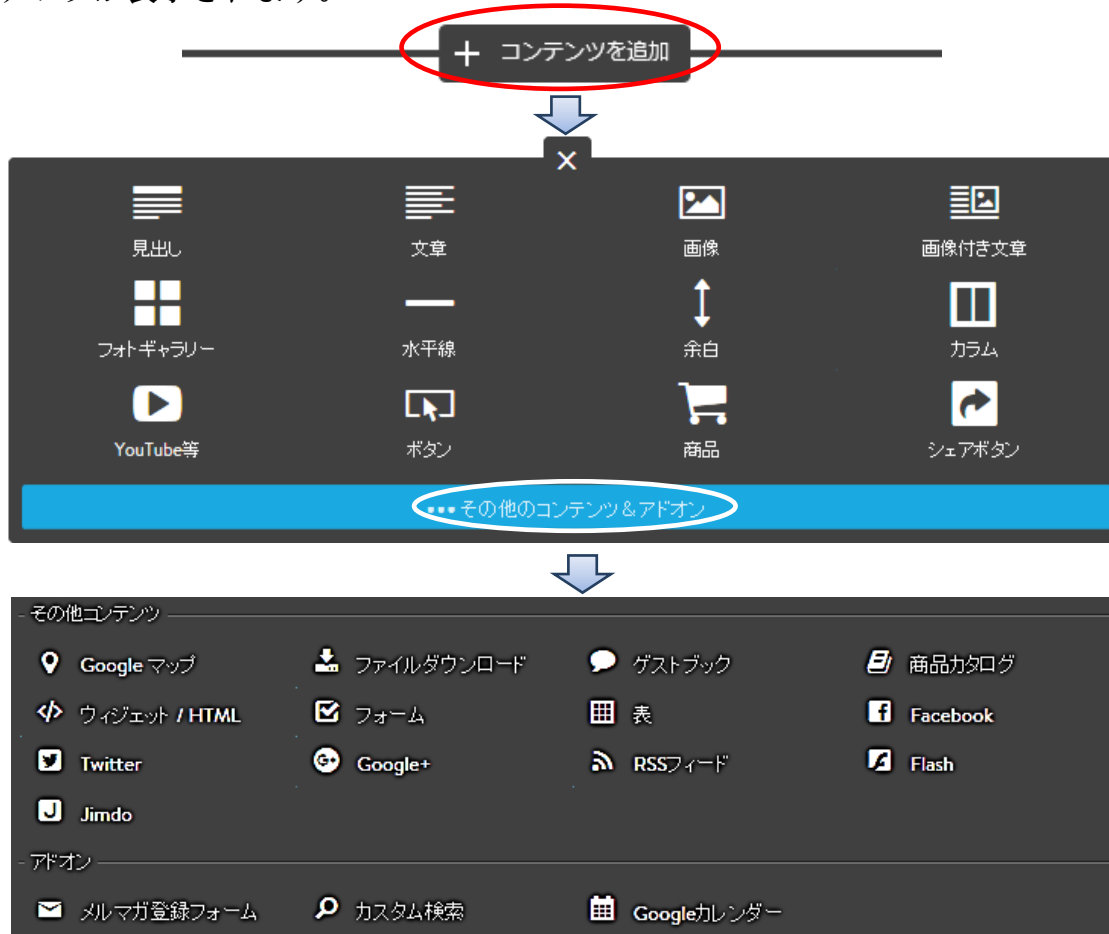 コンテンツを追加
見出し 文章 画像 画像付き文章
フォトギャラリー 水平線 余白 カラム
YouTube等 ボタン 商品 シェアボタン
•••その他のコンテンツ＆アドオン
その他コンテンツ
Google マップ ファイルダウンロード ゲストブック 商品カタログ
ウィジェット / HTML フォーム 表 Facebook
Twitter Google+ RSSフィード Flash
Jimdo
アドオン
メルマガ登録フォーム カスタム検索 Googleカレンダー